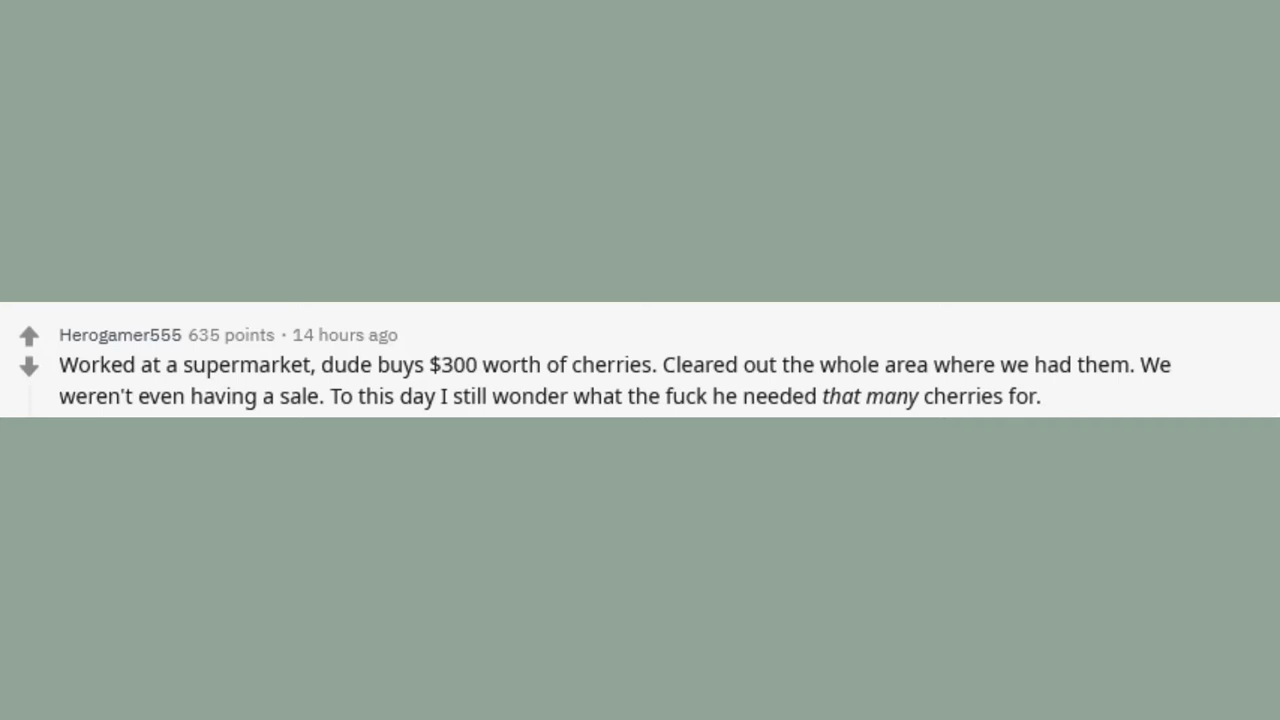 Herogamer555 635 points · 14 hours ago
Worked at a supermarket, dude buys $300 worth of cherries. Cleared out the whole area where we had them. We
weren't even having a sale. To this day I still wonder what the fuck he needed that many cherries for.